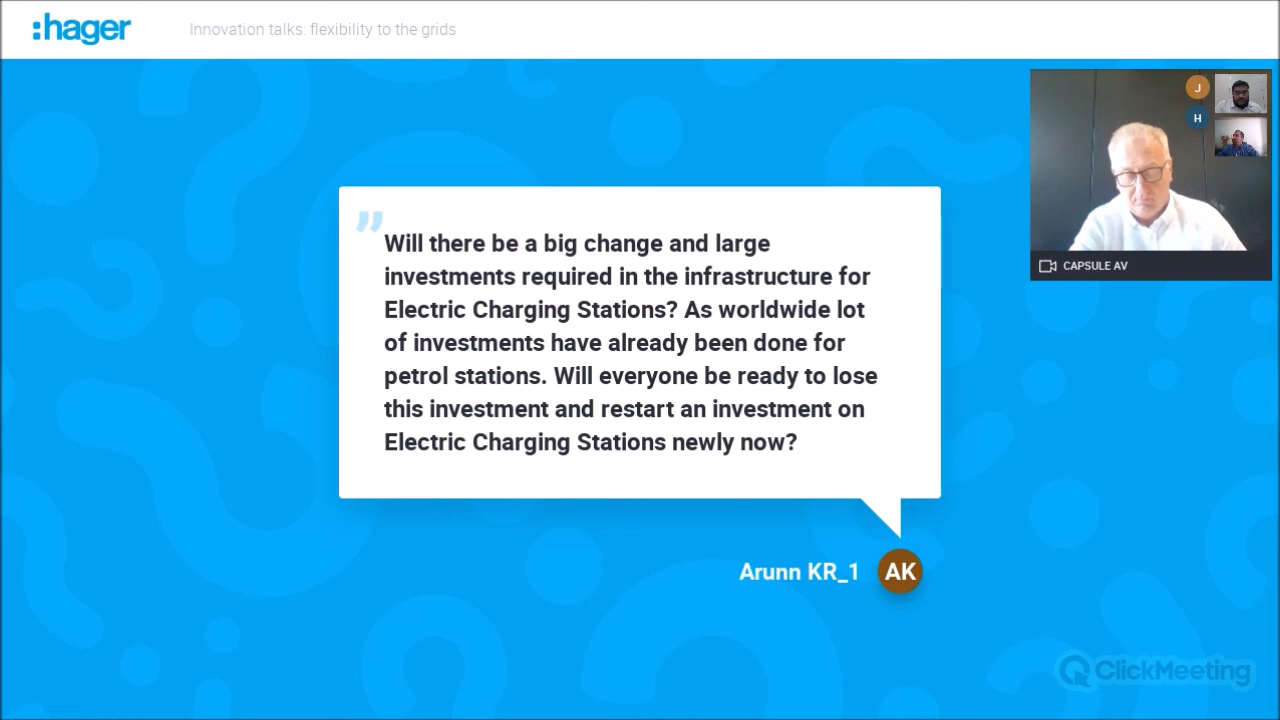 :hager
Innovation talks: flexibility to the grids
J
H
CAPSULE AV
”
Will there be a big change and large
investments required in the infrastructure for
Electric Charging Stations? As worldwide lot
of investments have already been done for
petrol stations. Will everyone be ready to lose
this investment and restart an investment on
Electric Charging Stations newly now?
Arunn KR_1
AK
ClickMeeting